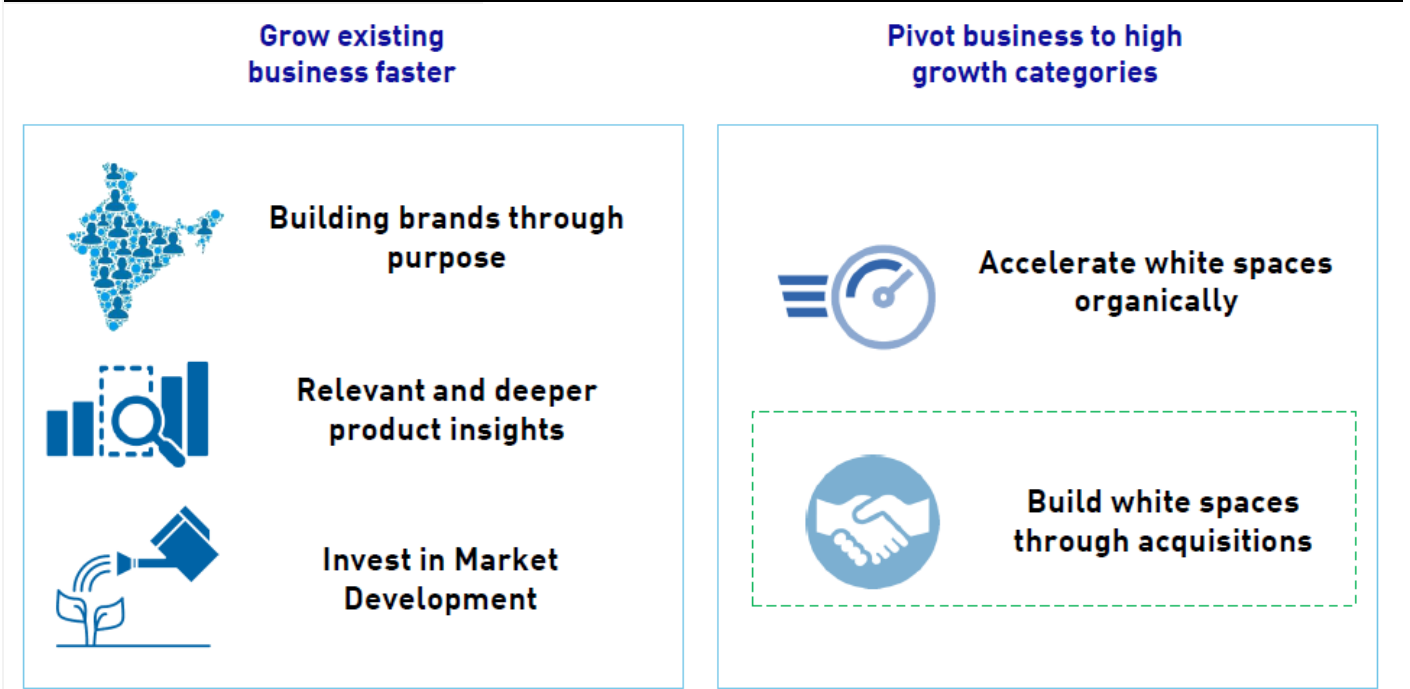 Grow existing
business faster
Building brands through
purpose
Relevant and deeper
product insights
Invest in Market
Development
Pivot business to high
growth categories
Accelerate white spaces
organically
Build white spaces
through acquisitions